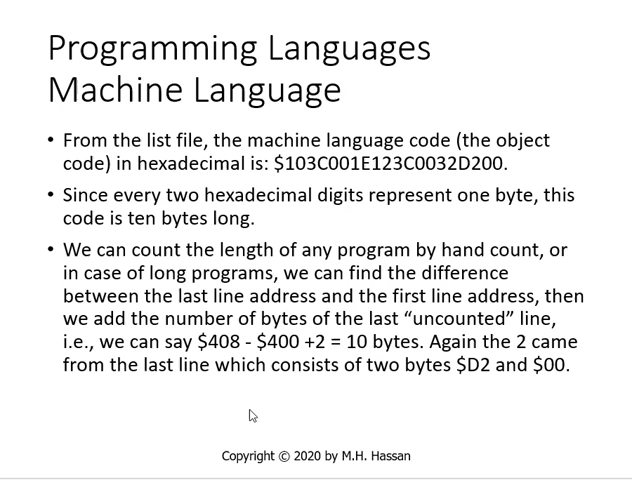 Programming Languages
Machine Language
• From the list file, the machine language code (the object
code) in hexadecimal is: $103C001E123C0032D200.
• Since every two hexadecimal digits represent one byte, this
code is ten bytes long.
• We can count the length of any program by hand count, or
in case of long programs, we can find the difference
between the last line address and the first line address, then
we add the number of bytes of the last “uncounted” line,
i.e., we can say $408 - $400 +2 = 10 bytes. Again the 2 came
from the last line which consists of two bytes $D2 and $00.
Copyright © 2020 by M.H. Hassan